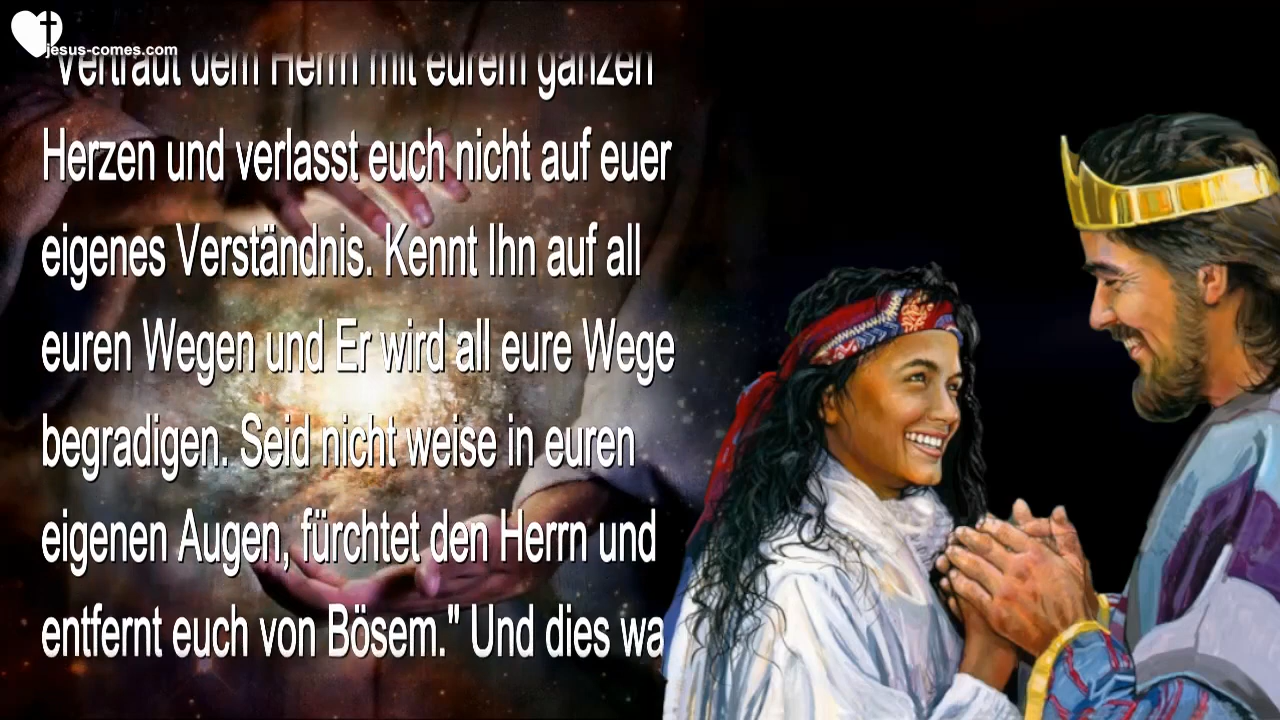 jesus-comes.com
"Vertraut dem Herrn mit eurem ganzen
Herzen und verlasst euch nicht auf euer
eigenes Verständnis. Kennt Ihn auf all
euren Wegen und Er wird all eure Wege
begradigen. Seid nicht weise in euren
eigenen Augen, fürchtet den Herrn und
entfernt euch von Bösem." Und dies wa